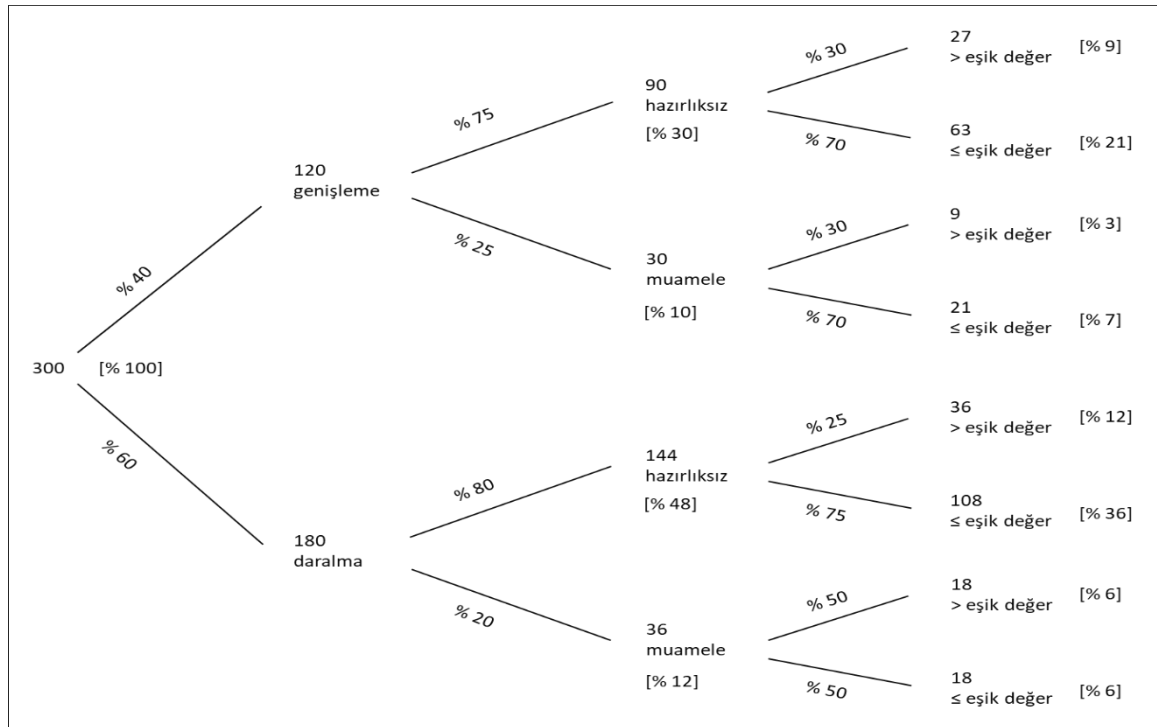 300
[% 100]
% 40
% 60
120
genişleme
180
daralma
% 75
% 25
% 80
% 20
90
hazırlıksız
[% 30]
30
muamele
[% 10]
144
hazırlıksız
[% 48]
36
muamele
[% 12]
% 30
% 70
% 30
% 70
% 25
% 75
% 50
% 50
27
> eşik değer [% 9]
63
≤ eşik değer [% 21]
9
> eşik değer [% 3]
21
≤ eşik değer [% 7]
36
> eşik değer [% 12]
108
≤ eşik değer [% 36]
18
> eşik değer [% 6]
18
≤ eşik değer [% 6]